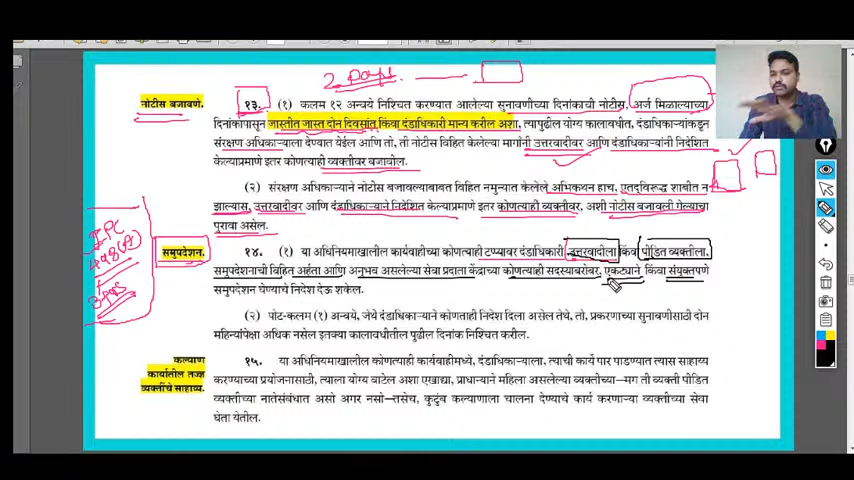 2 Days
नोटीस बजावणे.
१३. (१) कलम १२ अन्वये निश्चित करण्यात आलेल्या सुनावणीच्या दिनांकाची नोटीस, अर्ज मिळाल्याच्या
दिनांकापासून जास्तीत जास्त दोन दिवसांत किंवा दंडाधिकारी मान्य करील अशा, त्यापुढील योग्य कालावधीत, दंडाधिकाऱ्यांकडून
संरक्षण अधिकाऱ्याला देण्यात येईल आणि तो, ती नोटीस विहित केलेल्या मार्गांनी उत्तरवादीवर आणि दंडाधिकाऱ्यांनी निदेशित
केल्याप्रमाणे इतर कोणत्याही व्यक्तीवर बजावील.
(२) संरक्षण अधिकाऱ्याने नोटीस बजावल्याबाबत विहित नमुन्यात केलेले अभिकथन हाच, एतद्विरूद्ध शाबीत न
झाल्यास, उत्तरवादीवर आणि दंडाधिकाऱ्याने निदेशित केल्याप्रमाणे इतर कोणत्याही व्यक्तीवर, अशी नोटीस बजावली गेल्याचा
पुरावा असेल.
IPC
498(A)
3 yrs
समुपदेशन.
१४. (१) या अधिनियमाखालील कार्यवाहीच्या कोणत्याही टप्प्यावर दंडाधिकारी, उत्तरवादीला किंवा पीडित व्यक्तीला,
समुपदेशनाची विहित अर्हता आणि अनुभव असलेल्या सेवा प्रदाता केंद्राच्या कोणत्याही सदस्याबरोबर, एकट्याने किंवा संयुक्तपणे
समुपदेशन घेण्याचे निदेश देऊ शकेल.
(२) पोट-कलम (१) अन्वये, जेथे दंडाधिकाऱ्याने कोणताही निदेश दिला असेल तेथे, तो, प्रकरणाच्या सुनावणीसाठी दोन
महिन्यांपेक्षा अधिक नसेल इतक्या कालावधीतील पुढील दिनांक निश्चित करील.
कल्याण
कार्यातील तज्ज्ञ
व्यक्तींचे सहाय्य.
१५. या अधिनियमाखालील कोणत्याही कार्यवाहीमध्ये, दंडाधिकाऱ्याला, त्याची कार्ये पार पाडण्यात त्यास साहाय्य
करण्याच्या प्रयोजनासाठी, त्याला योग्य वाटेल अशा एखाद्या, प्राधान्याने महिला असलेल्या व्यक्तीच्या—मग ती व्यक्ती पीडित
व्यक्तीच्या नातेसंबंधात असो अगर नसो—तसेच, कुटुंब कल्याणाला चालना देण्याचे कार्य करणाऱ्या व्यक्तीच्या सेवा
घेता येतील.